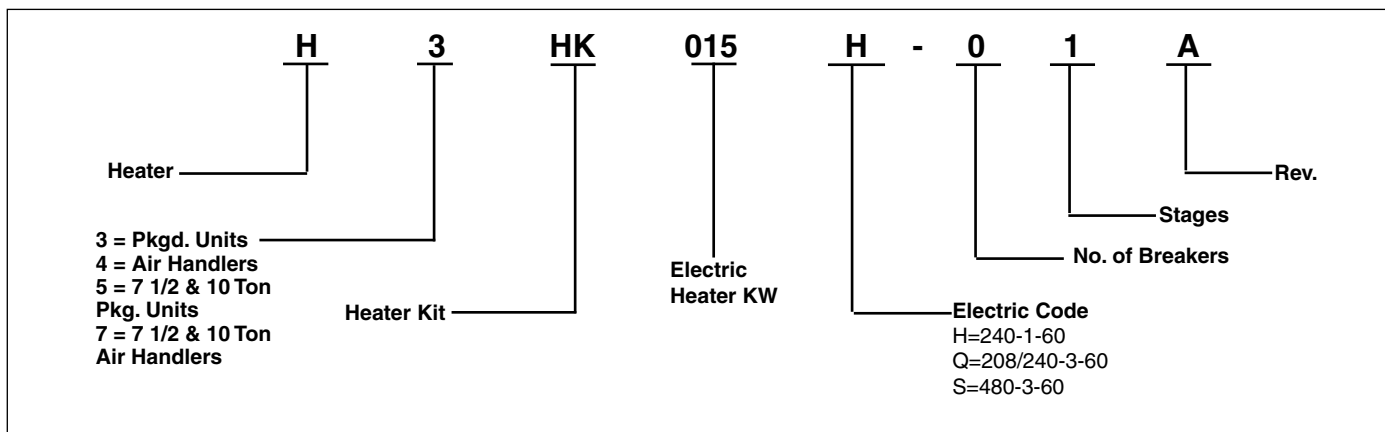 H 3 HK 015 H - 0 1 A
Heater
Rev.
Stages
3 = Pkgd. Units
4 = Air Handlers
5 = 7 1/2 & 10 Ton
Pkg. Units
7 = 7 1/2 & 10 Ton
Air Handlers
Heater Kit
Electric
Heater KW
No. of Breakers
Electric Code
H=240-1-60
Q=208/240-3-60
S=480-3-60